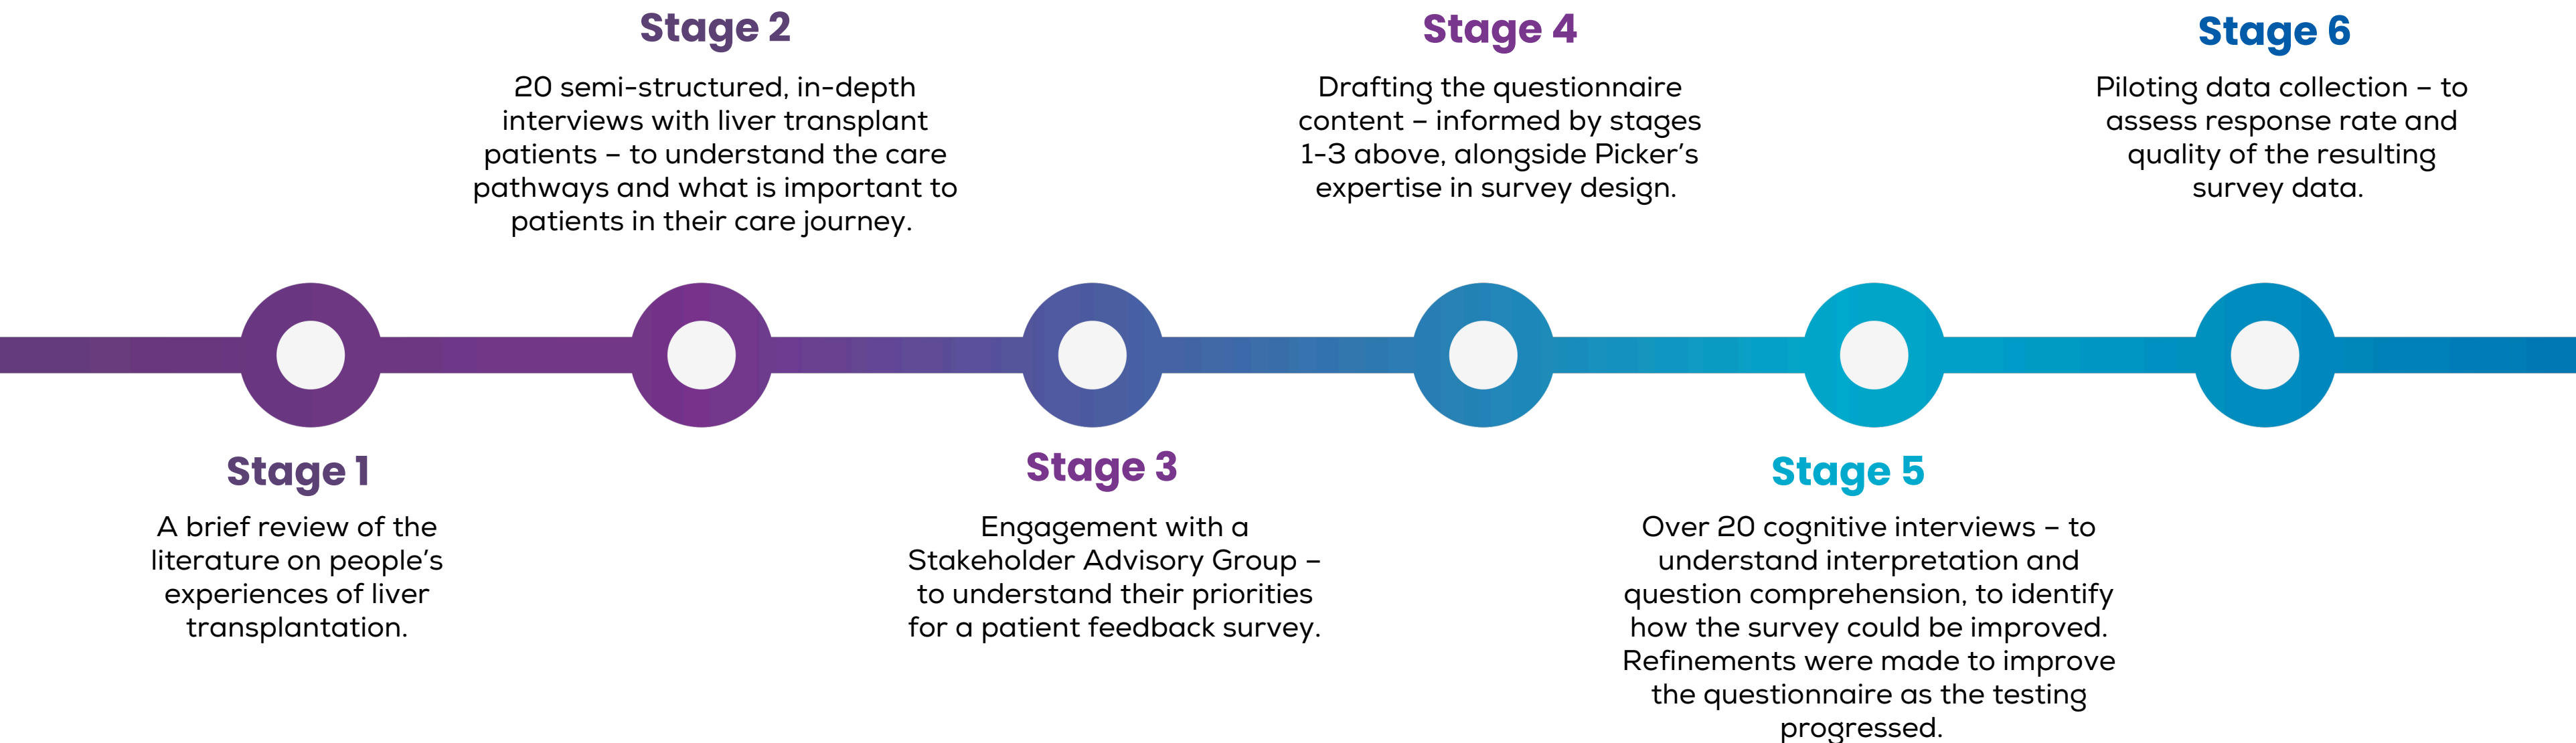 Stage 1
A brief review of the
literature on people's
experiences of liver
transplantation.
Stage 2
20 semi-structured, in-depth
interviews with liver transplant
patients – to understand the care
pathways and what is important to
patients in their care journey.
Stage 3
Engagement with a
Stakeholder Advisory Group –
to understand their priorities
for a patient feedback survey.
Stage 4
Drafting the questionnaire
content – informed by stages
1-3 above, alongside Picker's
expertise in survey design.
Stage 5
Over 20 cognitive interviews – to
understand interpretation and
question comprehension, to identify
how the survey could be improved.
Refinements were made to improve
the questionnaire as the testing
progressed.
Stage 6
Piloting data collection – to
assess response rate and
quality of the resulting
survey data.